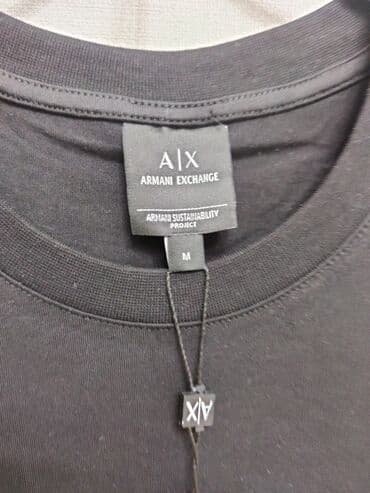 A|X
ARMANI EXCHANGE
ARMANI SUSTAINABILITY
PROJECT
M
A|X